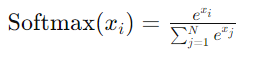 Softmax(xᵢ) = e^{xᵢ} / ∑_{j=1}^{N} e^{xⱼ}